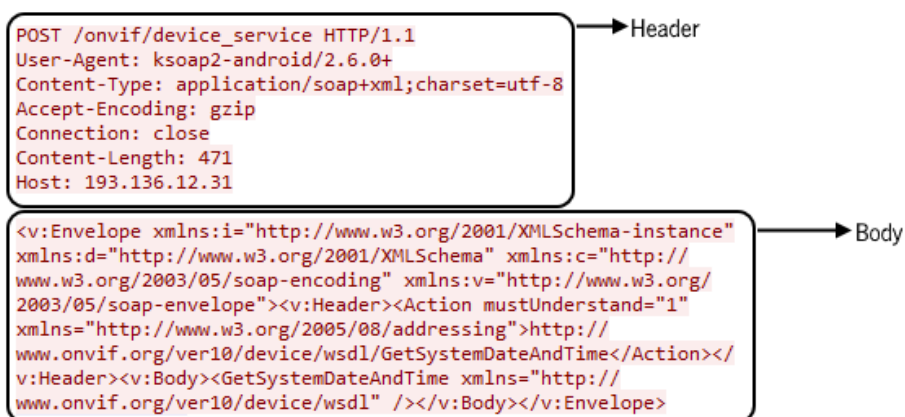 POST /onvif/device_service HTTP/1.1
Header
User-Agent: ksoap2-android/2.6.0+
Content-Type: application/soap+xml;charset=utf-8
Accept-Encoding: gzip
Connection: close
Content-Length: 471
Host: 193.136.12.31
<v:Envelope xmlns:i="http://www.w3.org/2001/XMLSchema-instance"
Body
xmlns:d="http://www.w3.org/2001/XMLSchema" xmlns:c="http://
www.w3.org/2003/05/soap-encoding" xmlns:v="http://www.w3.org/
2003/05/soap-envelope"><v:Header><Action mustUnderstand="1"
xmlns="http://www.w3.org/2005/08/addressing">http://
www.onvif.org/ver10/device/wsdl/GetSystemDateAndTime</Action></
v:Header><v:Body><GetSystemDateAndTime xmlns="http://
www.onvif.org/ver10/device/wsdl" /></v:Body></v:Envelope>